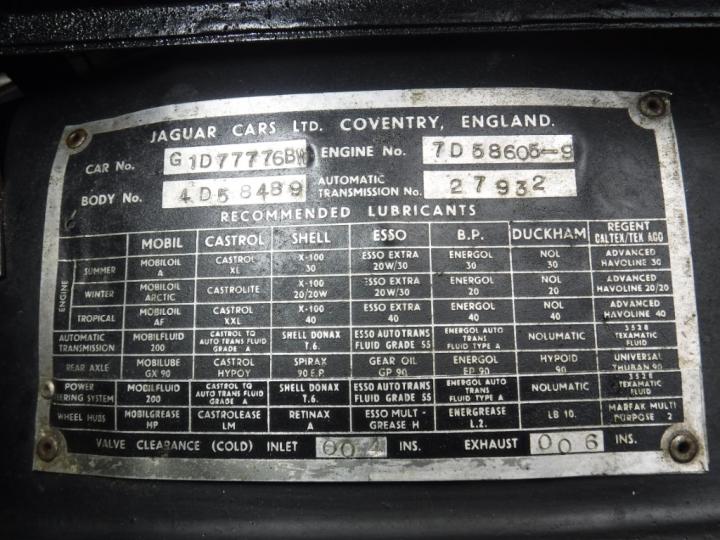 JAGUAR CARS LTD. COVENTRY, ENGLAND.
CAR No. G1D77776BW ENGINE No. 7D58605-9
BODY No. 4D58489 AUTOMATIC TRANSMISSION No. 27932
RECOMMENDED LUBRICANTS
MOBIL CASTROL SHELL ESSO B.P. DUCKHAM REGENT CALTEX/TEX AGO
ENGINE
SUMMER MOBILOIL A CASTROL XL X-100 30 ESSO EXTRA 20W/30 ENERGOL 30 NOL 30 ADVANCED HAVOLINE 30
WINTER MOBILOIL ARCTIC CASTROLITE X-100 20/20W ESSO EXTRA 20W/30 ENERGOL 20 NOL 20 ADVANCED HAVOLINE 20/20
TROPICAL MOBILOIL AF CASTROL XXL X-100 40 ESSO EXTRA 40 ENERGOL 40 NOL 40 ADVANCED HAVOLINE 40
AUTOMATIC TRANSMISSION MOBILFLUID 200 CASTROL TQ AUTO TRANS FLUID GRADE A SHELL DONAX T.6. ESSO AUTOTRANS FLUID GRADE 55 ENERGOL AUTO TRANS FLUID TYPE A NOLUMATIC 3528 TEXAMATIC FLUID
REAR AXLE MOBILUBE GX 90 CASTROL HYPOY SPIRAX 90 E.P. GEAR OIL GP 90 ENERGOL EP 90 HYPOID 90 UNIVERSAL THUBAN 90
POWER STEERING SYSTEM MOBILFLUID 200 CASTROL TQ AUTO TRANS FLUID GRADE A SHELL DONAX T.6. ESSO AUTOTRANS FLUID GRADE 55 ENERGOL AUTO TRANS FLUID TYPE A NOLUMATIC 3528 TEXAMATIC FLUID
WHEEL HUBS MOBILGREASE MP CASTROLEASE LM RETINAX A ESSO MULT-GREASE H ENERGREASE L.2. LB 10. MARFAK MULTI PURPOSE 2
VALVE CLEARANCE (COLD) INLET 004 INS. EXHAUST 006 INS.